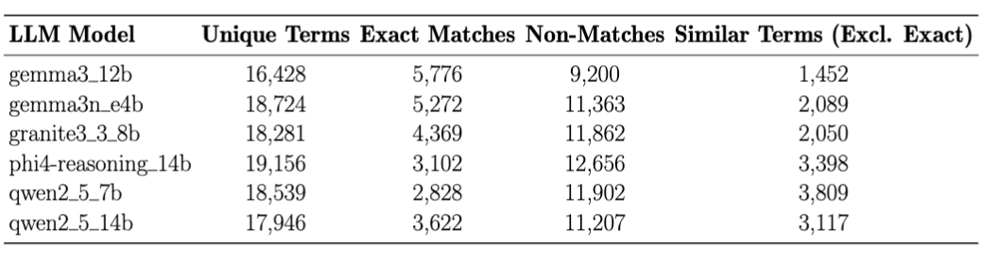 LLM Model Unique Terms Exact Matches Non-Matches Similar Terms (Excl. Exact)
gemma3_12b 16,428 5,776 9,200 1,452
gemma3n_e4b 18,724 5,272 11,363 2,089
granite3_3_8b 18,281 4,369 11,862 2,050
phi4-reasoning_14b 19,156 3,102 12,656 3,398
qwen2_5_7b 18,539 2,828 11,902 3,809
qwen2_5_14b 17,946 3,622 11,207 3,117